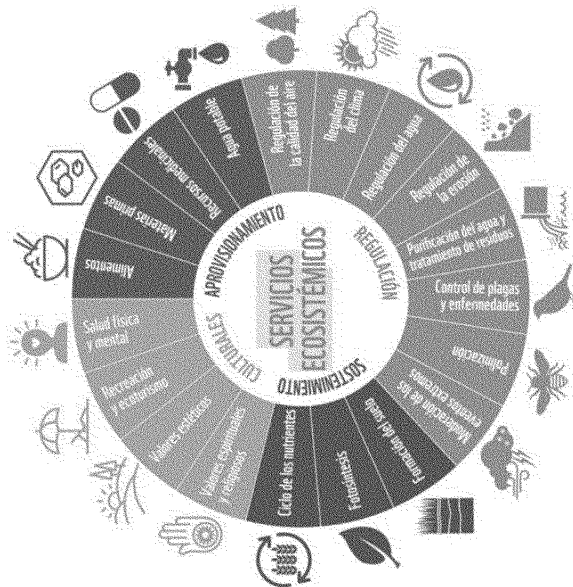 SERVICIOS
ECOSISTÉMICOS
APROVISIONAMIENTO
Alimentos
Materias primas
Recursos medicinales
Agua potable
REGULACIÓN
Regulación de
la calidad del aire
Regulación
del clima
Regulación del agua
Regulación de
la erosión
Purificación del agua y
tratamiento de residuos
Control de plagas
y enfermedades
Polinización
Moderación de los
eventos extremos
SOSTENIMIENTO
Formación del suelo
Fotosíntesis
Ciclo de los nutrientes
CULTURALES
Valores espirituales
y religiosos
Valores estéticos
Recreación
y ecoturismo
Salud física
y mental